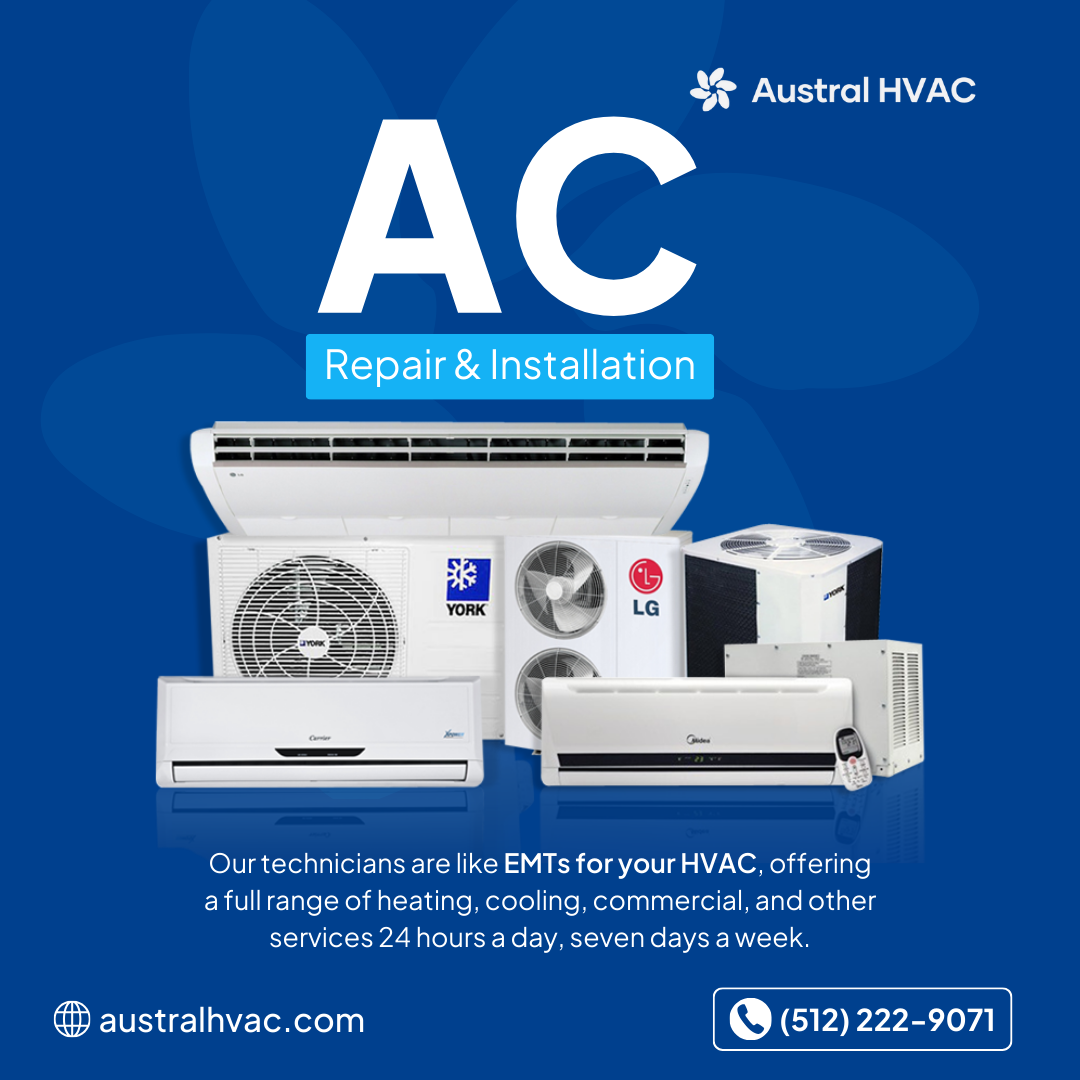 Austral HVAC
AC
Repair & Installation
LG
YORK
YORK
LG
YORK
Carrier
Midea
Our technicians are like EMTs for your HVAC, offering
a full range of heating, cooling, commercial, and other
services 24 hours a day, seven days a week.
australhvac.com
(512) 222-9071